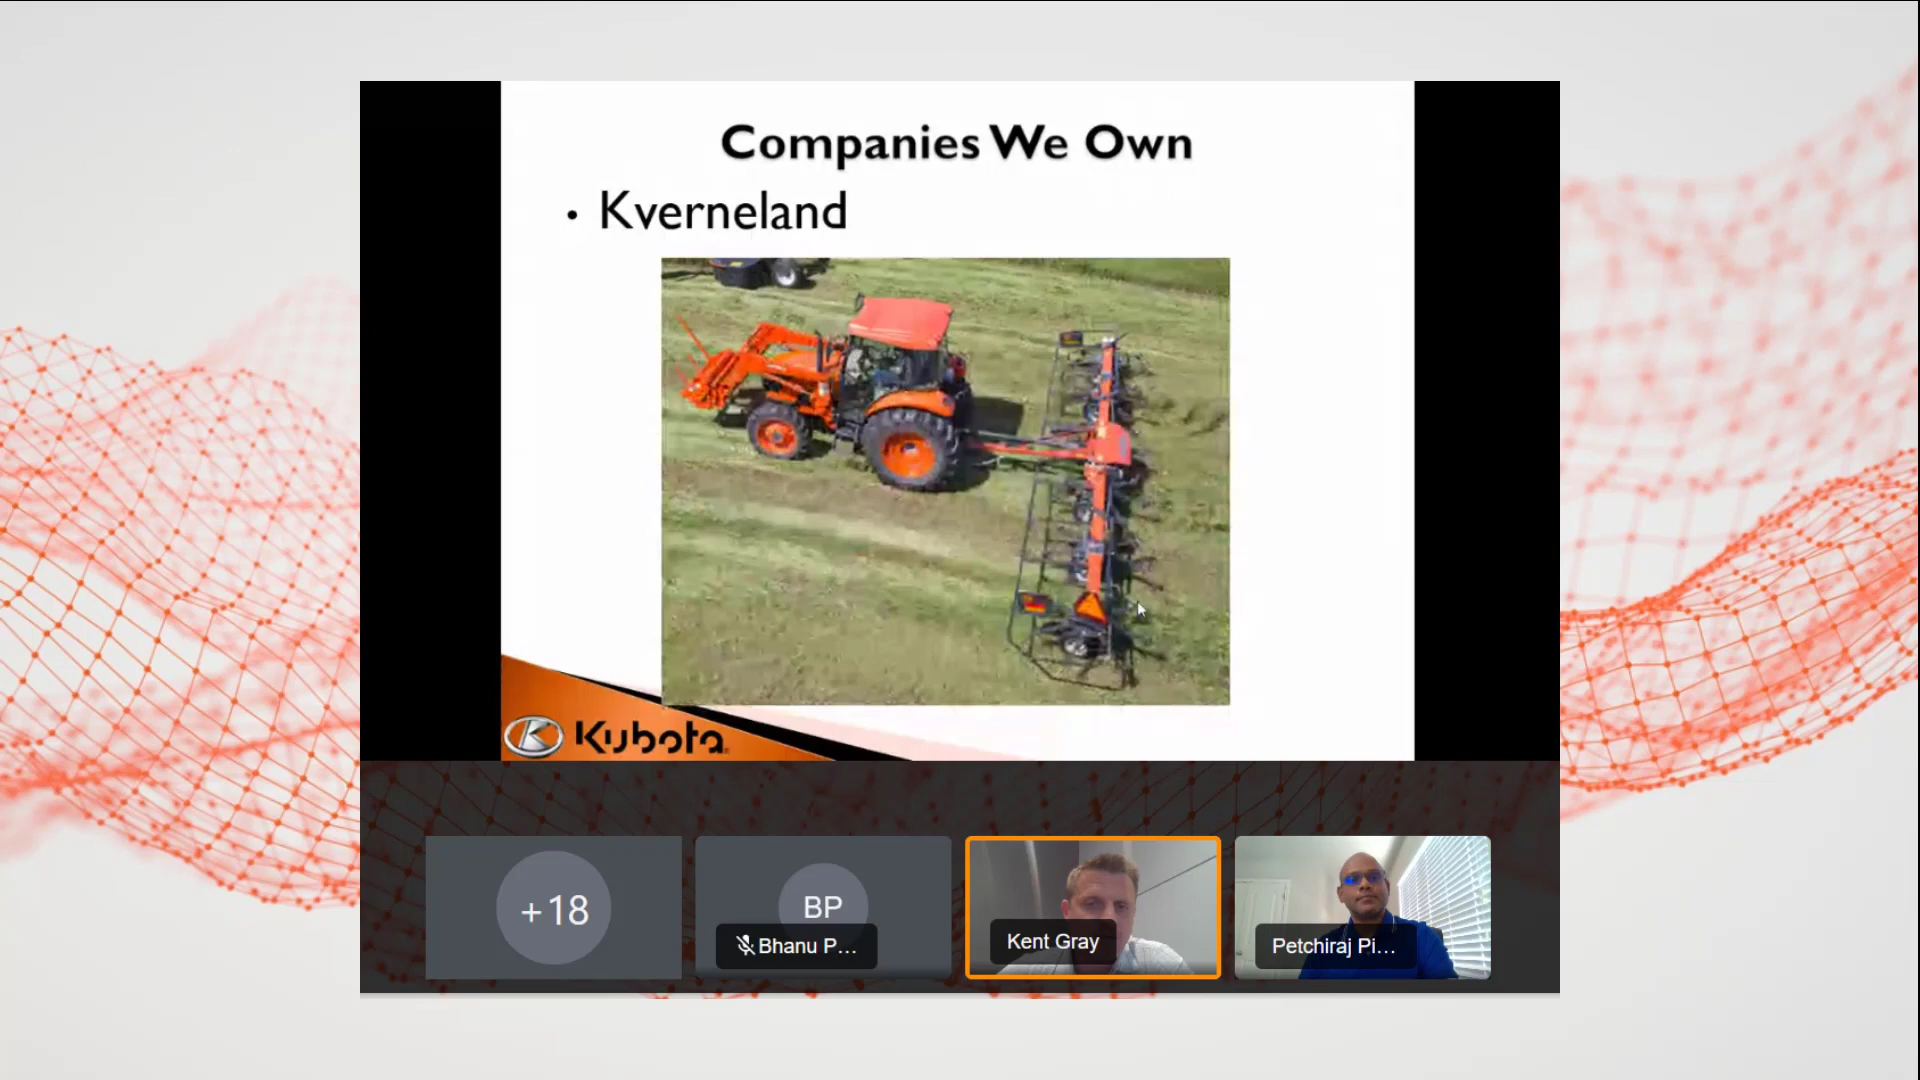 Companies We Own
• Kverneland
Kubota
+18
BP
Bhanu P...
Kent Gray
Petchiraj Pi...